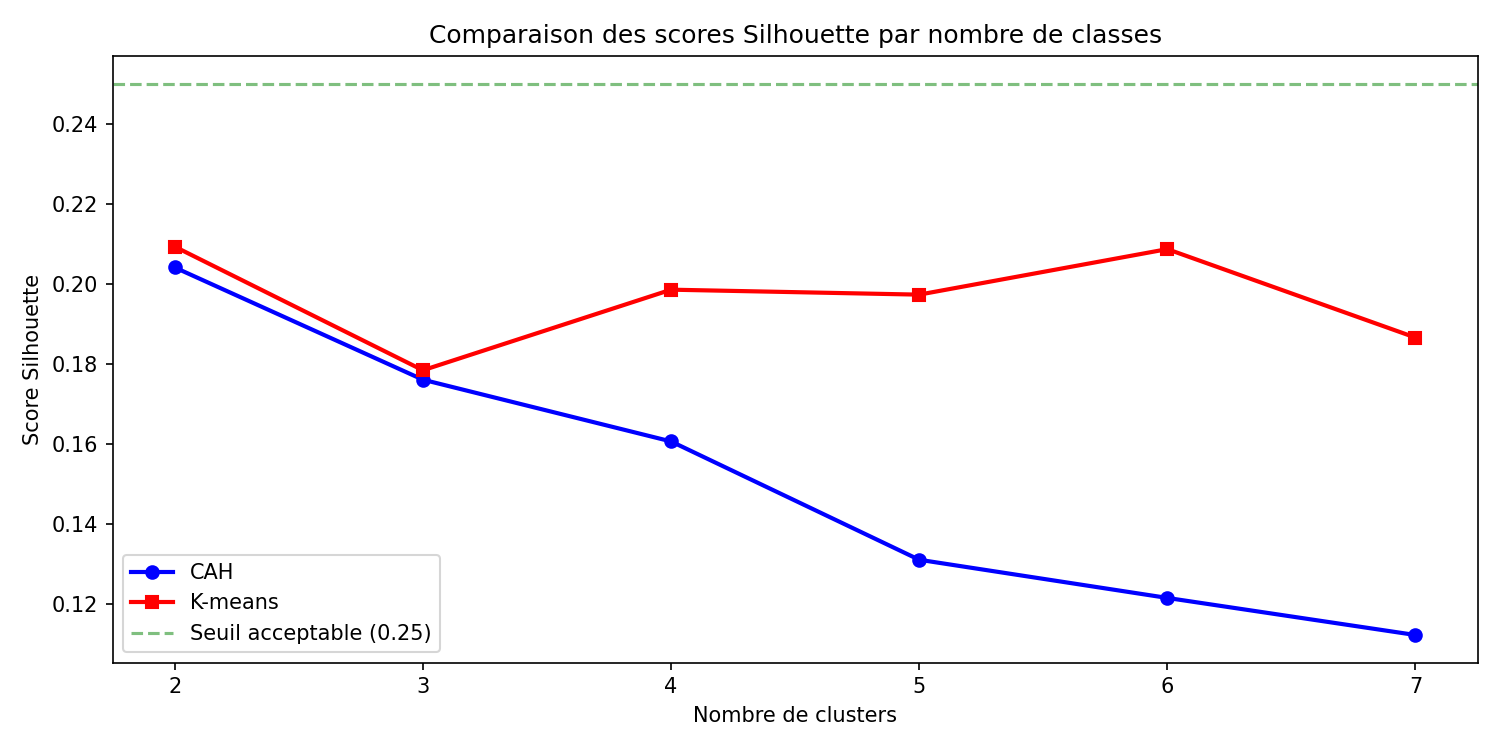 Comparaison des scores Silhouette par nombre de classes
Score Silhouette
0.24
0.22
0.20
0.18
0.16
0.14
0.12
CAH
K-means
Seuil acceptable (0.25)
2 3 4 5 6 7
Nombre de clusters